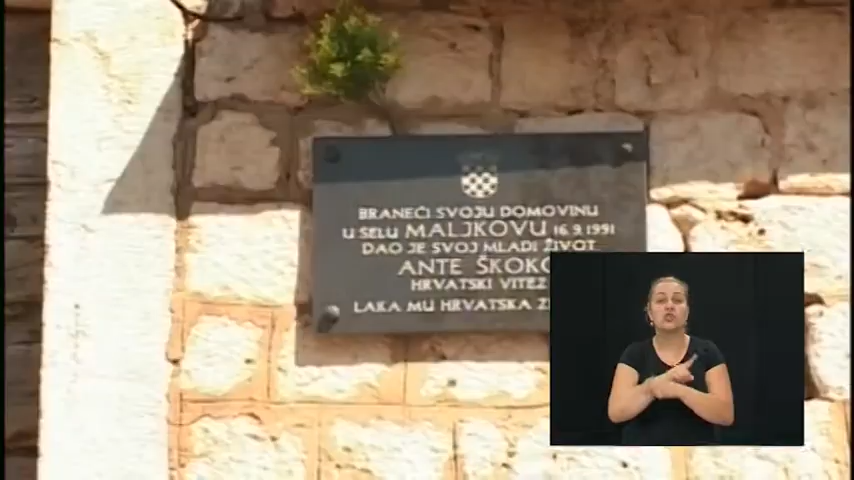 BRANEĆI SVOJU DOMOVINU
U SELU MALJKOVU 16.9.1991
DAO JE SVOJ MLADI ŽIVOT
ANTE ŠKOKO
HRVATSKI VITEZ
LAKA MU HRVATSKA